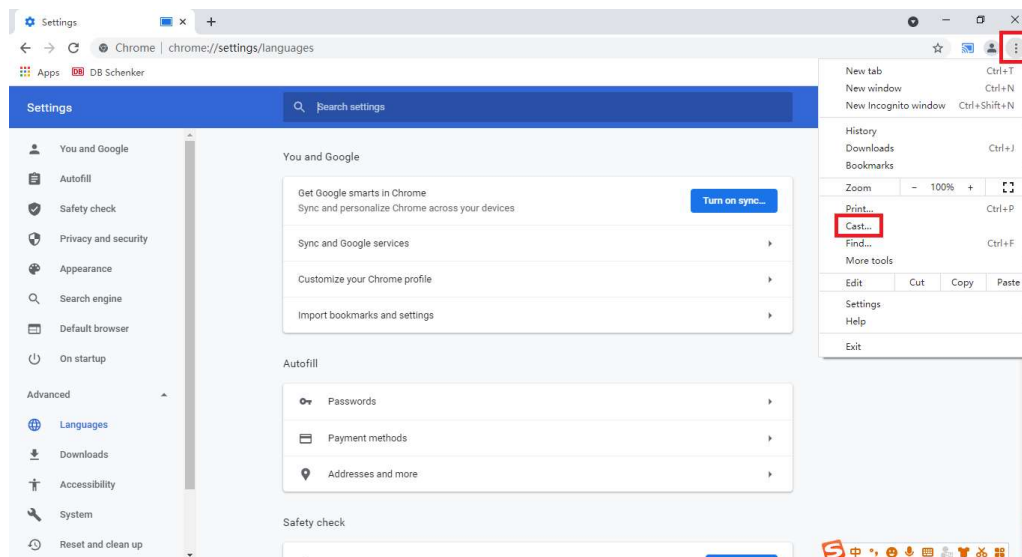 Settings
Chrome | chrome://settings/languages
Apps DB DB Schenker
Settings
Search settings
You and Google
Autofill
Safety check
Privacy and security
Appearance
Search engine
Default browser
On startup
Advanced
Languages
Downloads
Accessibility
System
Reset and clean up
You and Google
Get Google smarts in Chrome
Sync and personalize Chrome across your devices
Turn on sync...
Sync and Google services
Customize your Chrome profile
Import bookmarks and settings
Autofill
Passwords
Payment methods
Addresses and more
Safety check
New tab Ctrl+T
New window Ctrl+N
New Incognito window Ctrl+Shift+N
History
Downloads Ctrl+J
Bookmarks
Zoom - 100% +
Print... Ctrl+P
Cast...
Find... Ctrl+F
More tools
Edit Cut Copy Paste
Settings
Help
Exit
S 中